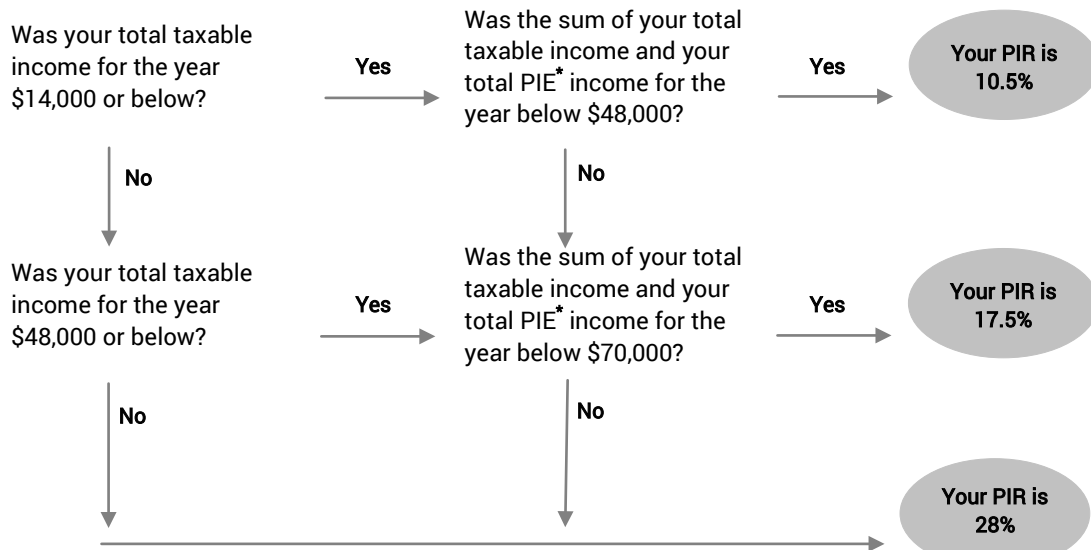 Was your total taxable
income for the year
$14,000 or below?
Yes
Was the sum of your total
taxable income and your
total PIE* income for the
year below $48,000?
Yes
Your PIR is
10.5%
No
No
Was your total taxable
income for the year
$48,000 or below?
Yes
Was the sum of your total
taxable income and your
total PIE* income for the
year below $70,000?
Yes
Your PIR is
17.5%
No
No
Your PIR is
28%